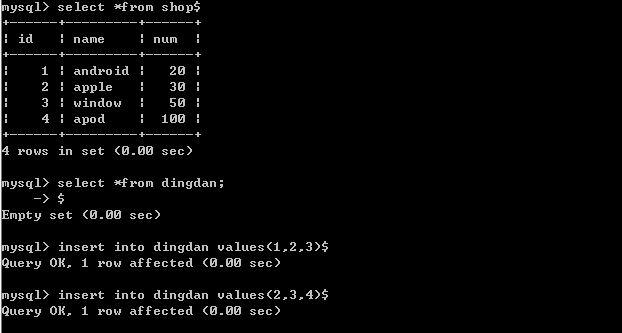 mysql> select *from shop$
+------+---------+------+
| id   | name    | num  |
+------+---------+------+
|    1 | android |   20 |
|    2 | apple   |   30 |
|    3 | window  |   50 |
|    4 | apod    |  100 |
+------+---------+------+
4 rows in set (0.00 sec)
mysql> select *from dingdan;
    -> $
Empty set (0.00 sec)
mysql> insert into dingdan values(1,2,3)$
Query OK, 1 row affected (0.00 sec)
mysql> insert into dingdan values(2,3,4)$
Query OK, 1 row affected (0.00 sec)